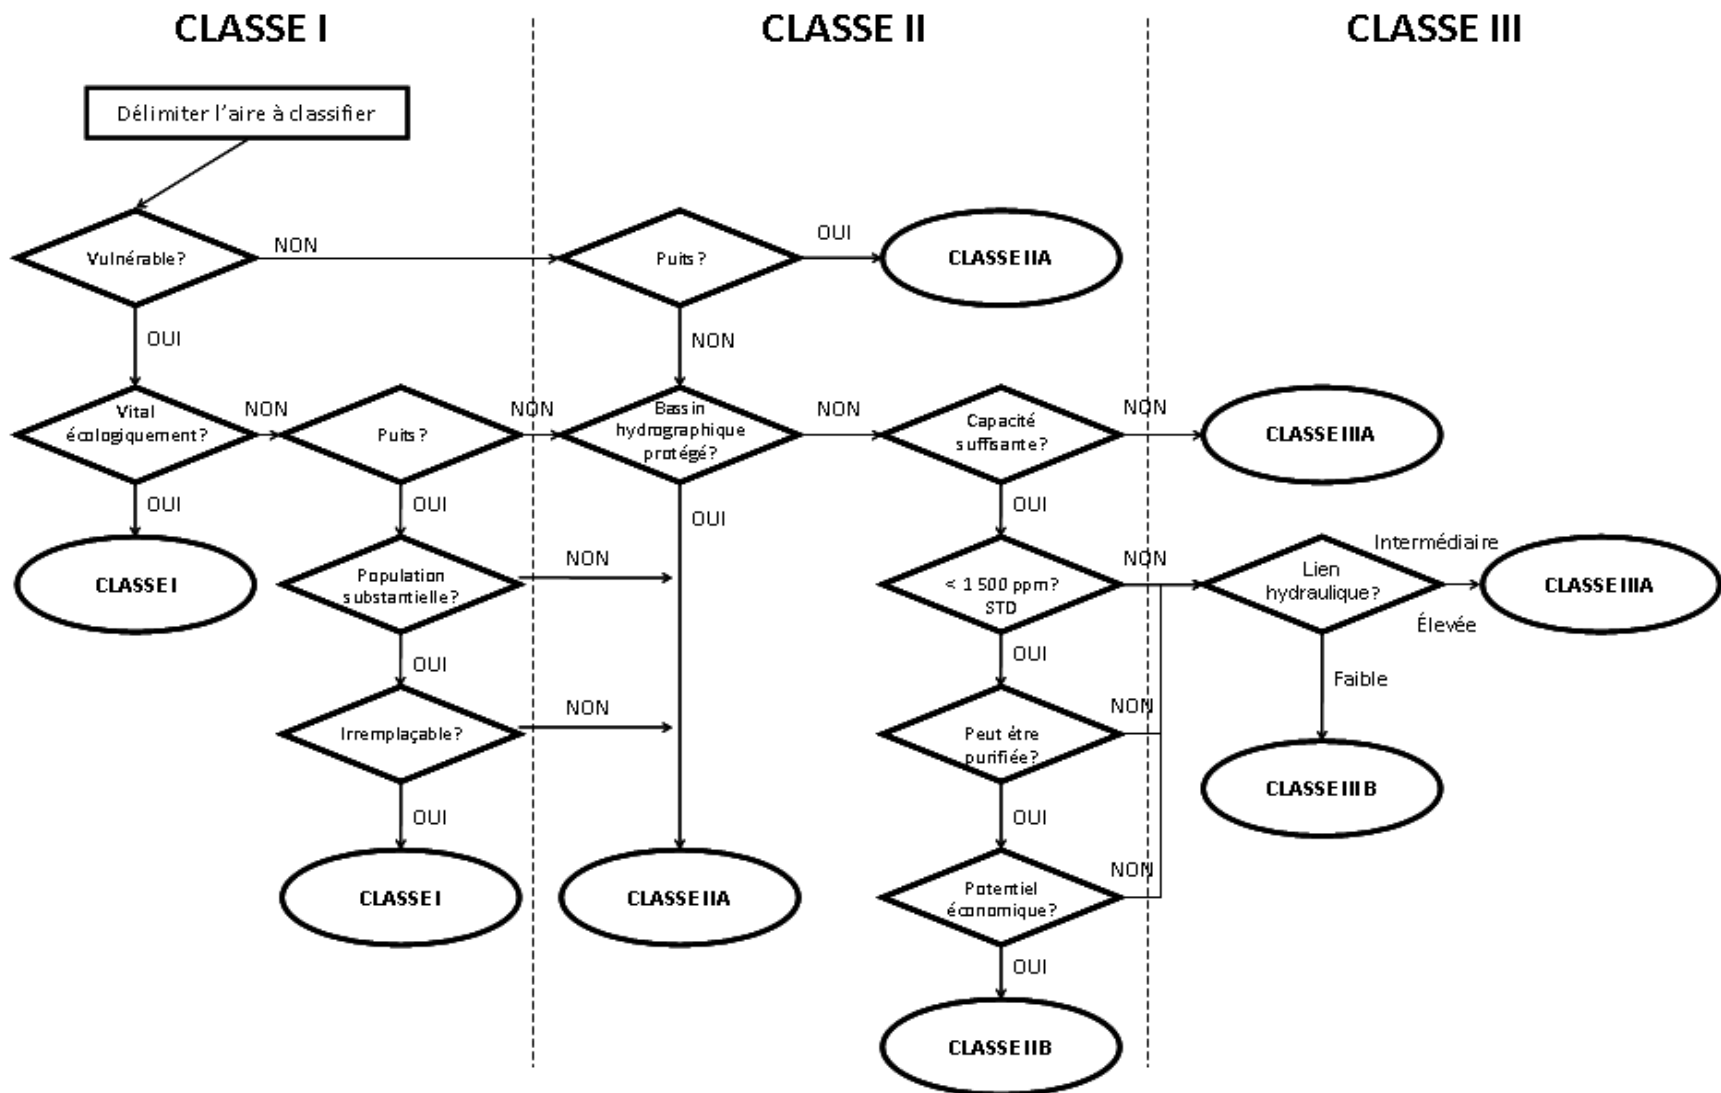 CLASSE I
CLASSE II
CLASSE III
Délimiter l'aire à classifier
Vulnérable?
NON
Puits?
OUI
CLASSE IIA
OUI
NON
Vital
écologiquement?
NON
Puits?
NON
Bassin
hydrographique
protégé?
NON
Capacité
suffisante?
NON
CLASSE IIIA
OUI
OUI
OUI
OUI
CLASSE I
Population
substantielle?
NON
< 1 500 ppm?
STD
NON
Lien
hydraulique?
Intermédiaire
Élevée
CLASSE IIIA
OUI
OUI
Faible
Irremplaçable?
NON
Peut être
purifiée?
NON
CLASSE III B
OUI
OUI
CLASSE I
CLASSE IIA
Potentiel
économique?
NON
OUI
CLASSE IIB